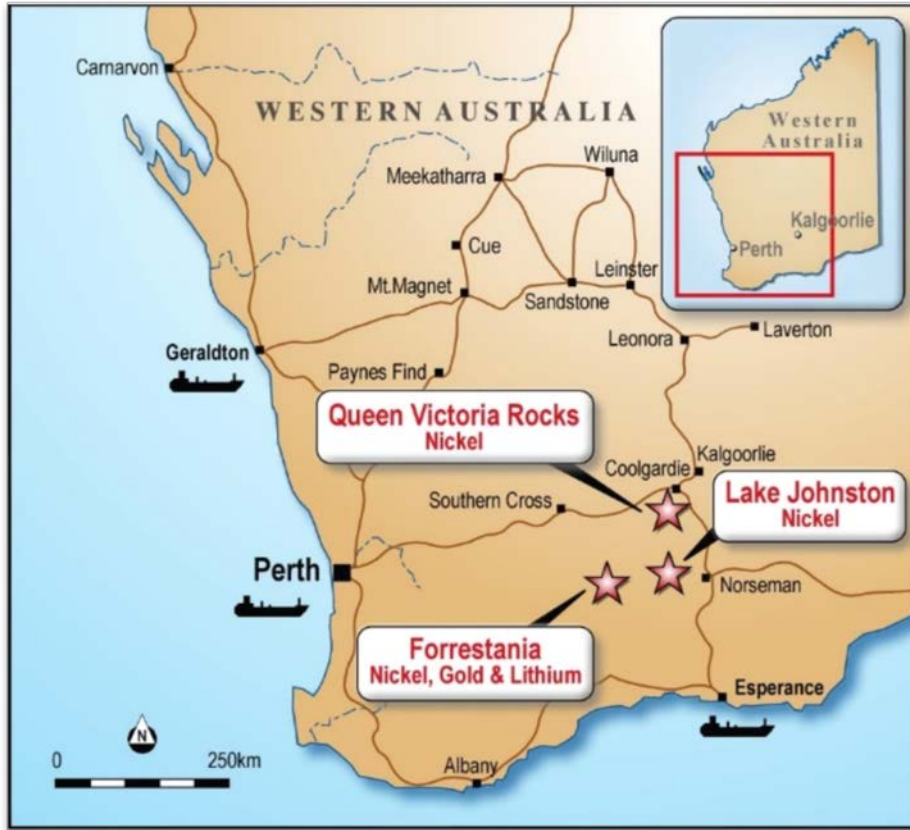 Carnarvon
WESTERN AUSTRALIA
Western
Australia
Kalgoorlie
Perth
Wiluna
Meekatharra
Cue
Mt.Magnet
Sandstone
Leinster
Leonora
Laverton
Geraldton
Paynes Find
Queen Victoria Rocks
Nickel
Kalgoorlie
Coolgardie
Southern Cross
Lake Johnston
Nickel
Perth
Norseman
Forrestania
Nickel, Gold & Lithium
Esperance
N
0 250km
Albany